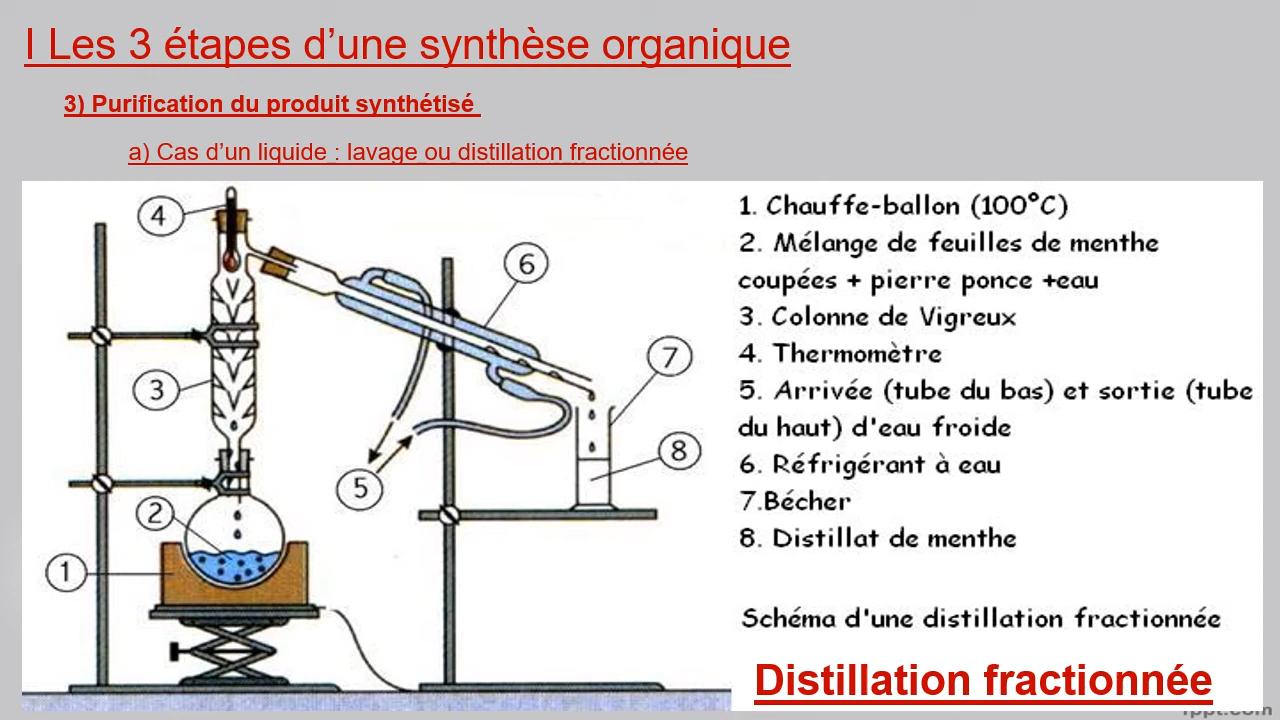 I Les 3 étapes d’une synthèse organique
3) Purification du produit synthétisé
a) Cas d’un liquide : lavage ou distillation fractionnée
4
6
7
3
8
5
2
1
1. Chauffe-ballon (100°C)
2. Mélange de feuilles de menthe
coupées + pierre ponce +eau
3. Colonne de Vigreux
4. Thermomètre
5. Arrivée (tube du bas) et sortie (tube
du haut) d'eau froide
6. Réfrigérant à eau
7.Bécher
8. Distillat de menthe
Schéma d'une distillation fractionnée
Distillation fractionnée
fppt.com